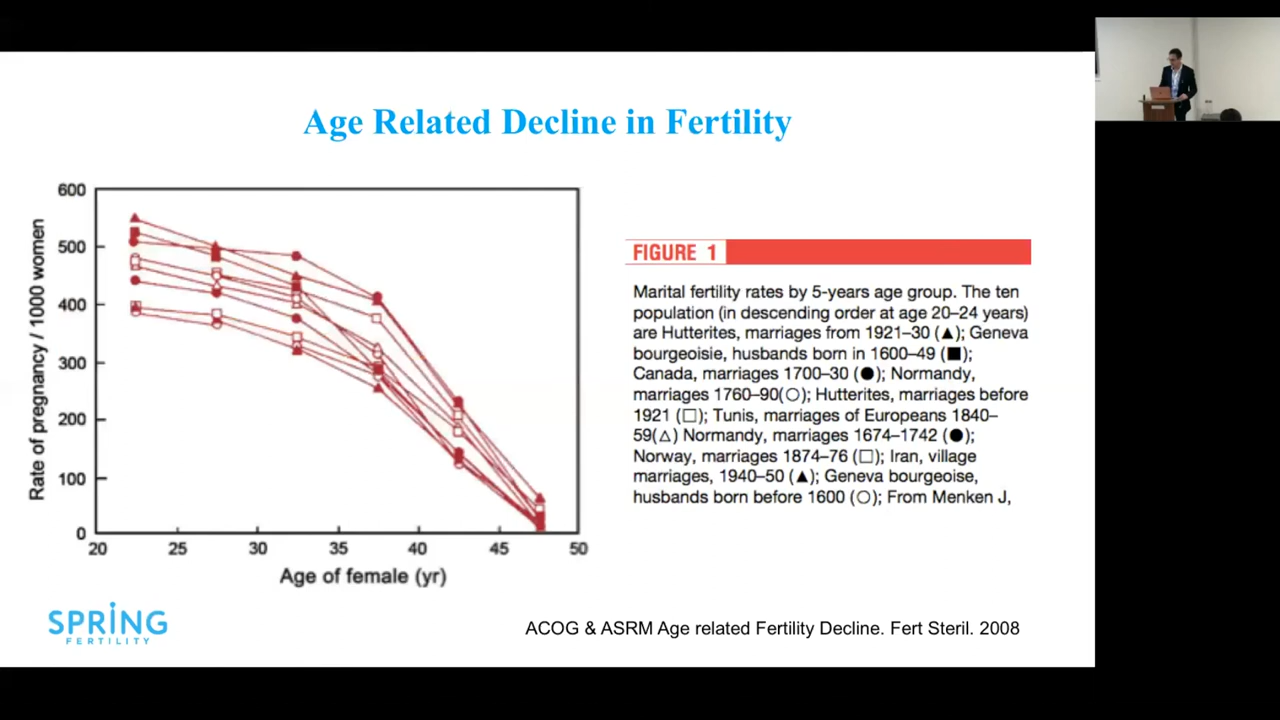 Age Related Decline in Fertility
600
500
400
300
200
100
0
20 25 30 35 40 45 50
Rate of pregnancy / 1000 women
Age of female (yr)
FIGURE 1
Marital fertility rates by 5-years age group. The ten
population (in descending order at age 20–24 years)
are Hutterites, marriages from 1921–30 (▲); Geneva
bourgeoisie, husbands born in 1600–49 (■);
Canada, marriages 1700–30 (●); Normandy,
marriages 1760–90(○); Hutterites, marriages before
1921 (□); Tunis, marriages of Europeans 1840–
59(△) Normandy, marriages 1674–1742 (●);
Norway, marriages 1874–76 (□); Iran, village
marriages, 1940–50 (▲); Geneva bourgeoise,
husbands born before 1600 (○); From Menken J,
SPRING
FERTILITY
ACOG & ASRM Age related Fertility Decline. Fert Steril. 2008